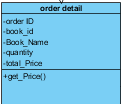 order detail
-order ID
-book_id
-Book_Name
-quantity
-total_Price
+get_Price()